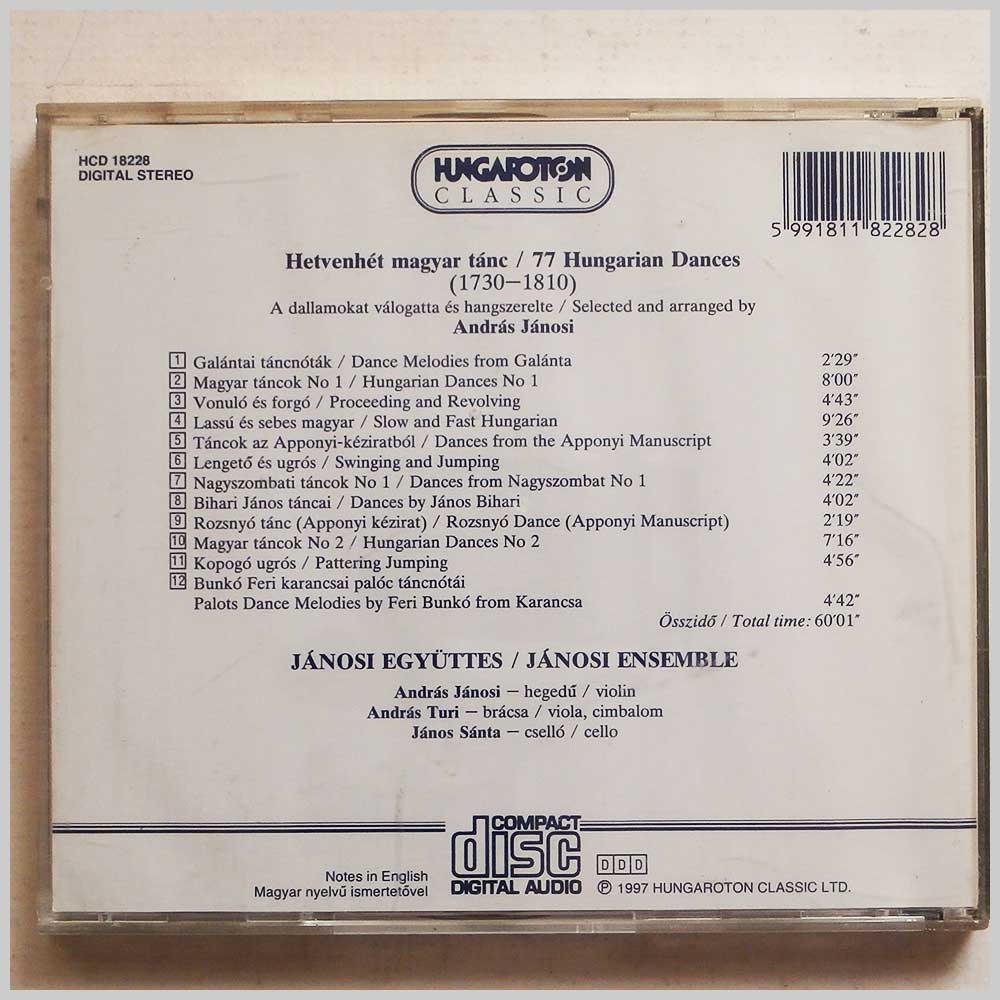 HCD 18228
DIGITAL STEREO
HUNGAROTON
CLASSIC
5 991811 822828
Hetvenhét magyar tánc / 77 Hungarian Dances
(1730–1810)
A dallamokat válogatta és hangszerelte / Selected and arranged by
András Jánosi
1 Galántai táncnóták / Dance Melodies from Galánta 2′29″
2 Magyar táncok No 1 / Hungarian Dances No 1 8′00″
3 Vonuló és forgó / Proceeding and Revolving 4′43″
4 Lassú és sebes magyar / Slow and Fast Hungarian 9′26″
5 Táncok az Apponyi-kéziratból / Dances from the Apponyi Manuscript 3′39″
6 Lengető és ugrós / Swinging and Jumping 4′02″
7 Nagyszombati táncok No 1 / Dances from Nagyszombat No 1 4′22″
8 Bihari János táncai / Dances by János Bihari 4′02″
9 Rozsnyó tánc (Apponyi kézirat) / Rozsnyó Dance (Apponyi Manuscript) 2′19″
10 Magyar táncok No 2 / Hungarian Dances No 2 7′16″
11 Kopogó ugrós / Pattering Jumping 4′56″
12 Bunkó Feri karancsai palóc táncnótái
Palots Dance Melodies by Feri Bunkó from Karancsa 4′42″
Összidő / Total time: 60′01″
JÁNOSI EGYÜTTES / JÁNOSI ENSEMBLE
András Jánosi – hegedű / violin
András Turi – brácsa / viola, cimbalom
János Sánta – cselló / cello
COMPACT
disc
DIGITAL AUDIO
DDD
Notes in English
Magyar nyelvű ismertetővel
℗ 1997 HUNGAROTON CLASSIC LTD.